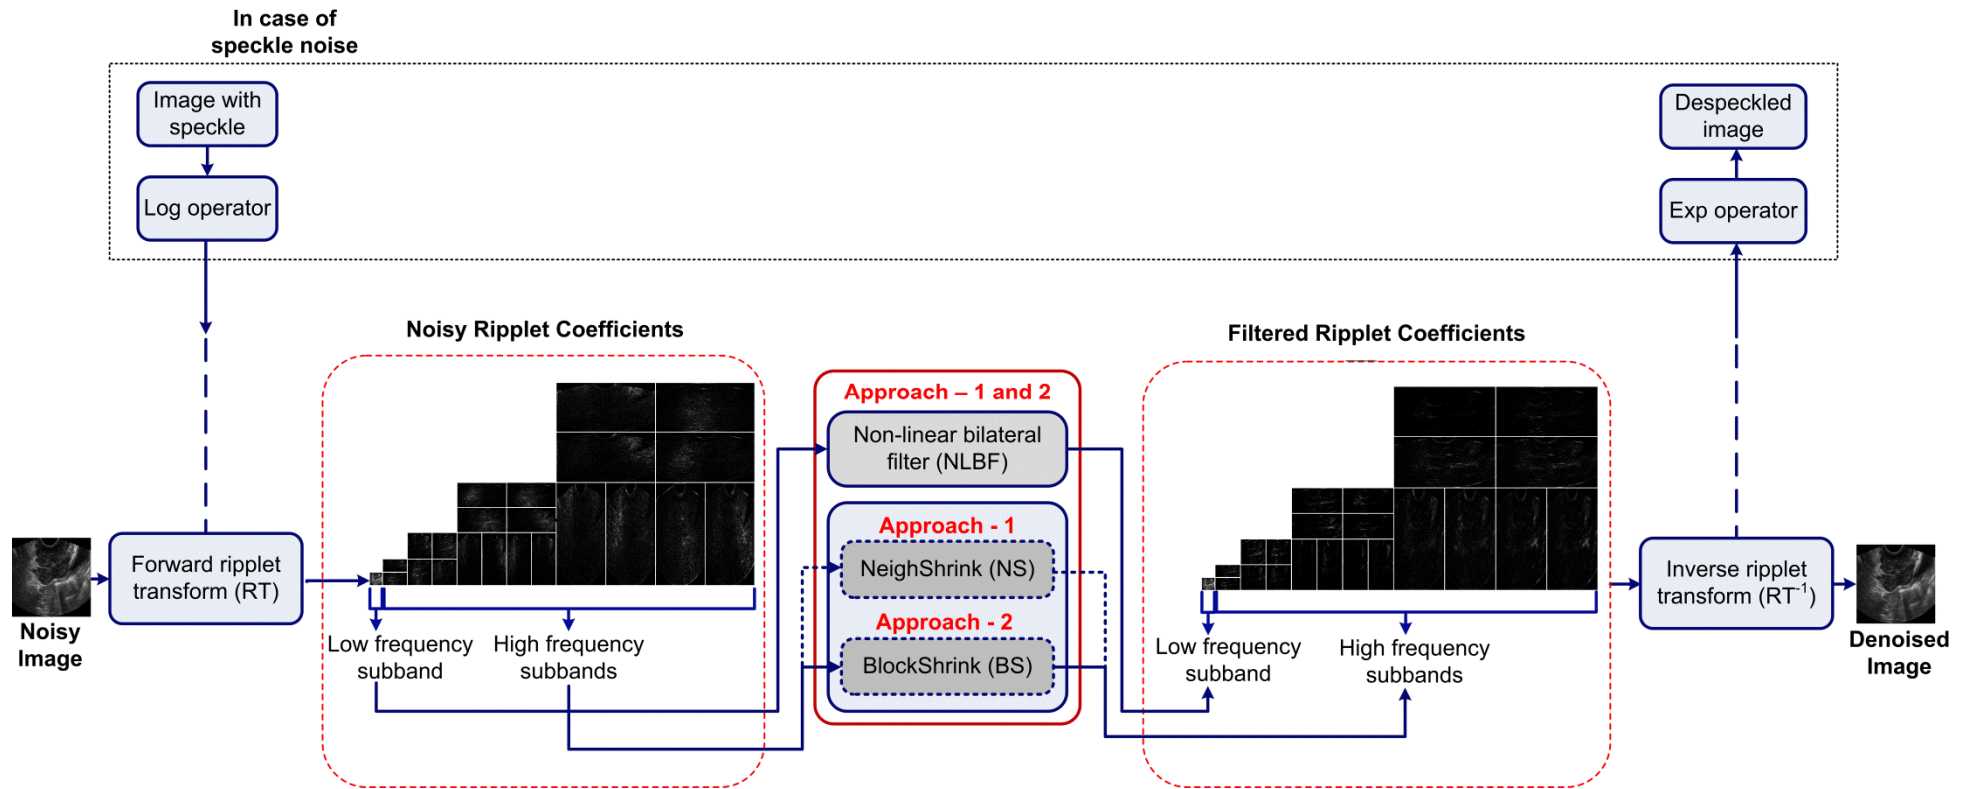 In case of
speckle noise
Image with
speckle
Log operator
Despeckled
image
Exp operator
Noisy Ripplet Coefficients
Filtered Ripplet Coefficients
Approach – 1 and 2
Non-linear bilateral
filter (NLBF)
Approach - 1
NeighShrink (NS)
Approach - 2
BlockShrink (BS)
Noisy
Image
Forward ripplet
transform (RT)
Low frequency
subband
High frequency
subbands
Low frequency
subband
High frequency
subbands
Inverse ripplet
transform (RT⁻¹)
Denoised
Image